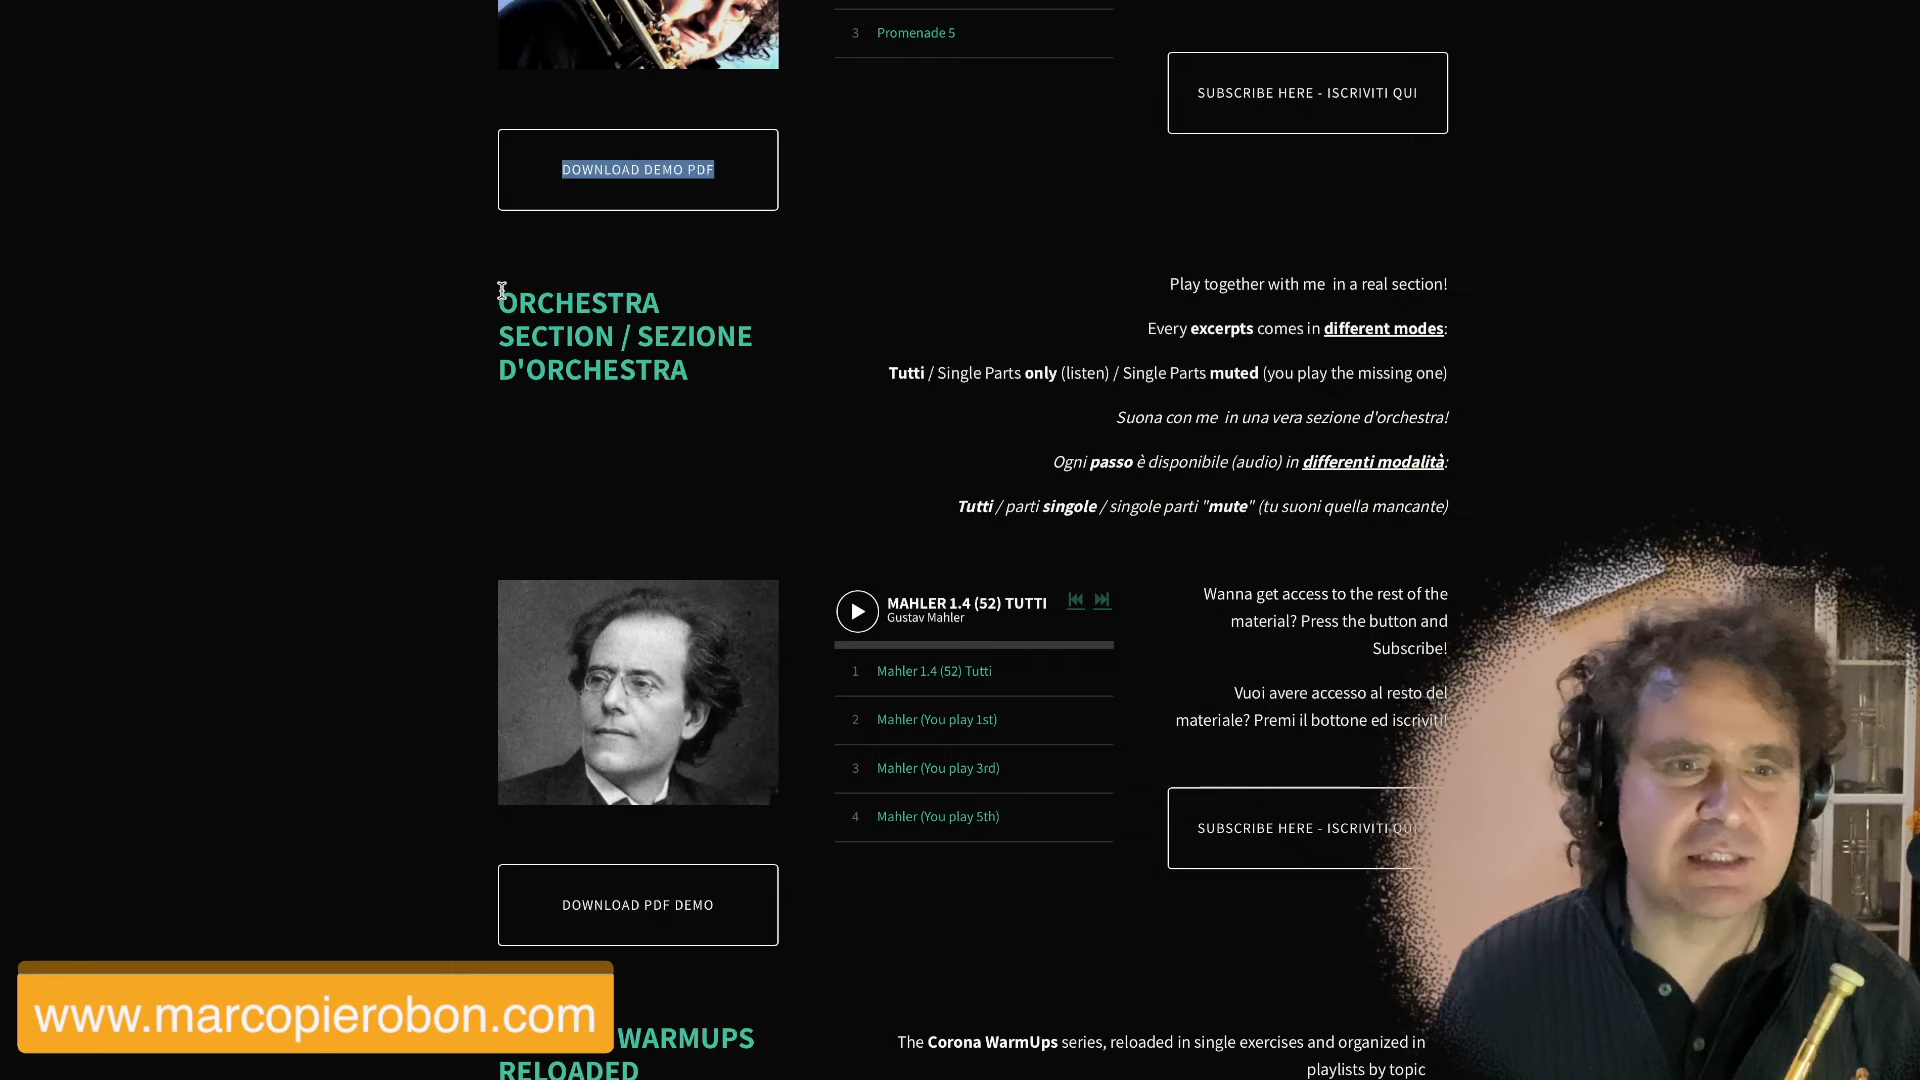 3 Promenade 5
SUBSCRIBE HERE - ISCRIVITI QUI
DOWNLOAD DEMO PDF
ORCHESTRA
SECTION / SEZIONE
D'ORCHESTRA
Play together with me in a real section!
Every excerpts comes in different modes:
Tutti / Single Parts only (listen) / Single Parts muted (you play the missing one)
Suona con me in una vera sezione d'orchestra!
Ogni passo è disponibile (audio) in differenti modalità:
Tutti / parti singole / singole parti "mute" (tu suoni quella mancante)
MAHLER 1.4 (52) TUTTI
Gustav Mahler
1 Mahler 1.4 (52) Tutti
2 Mahler (You play 1st)
3 Mahler (You play 3rd)
4 Mahler (You play 5th)
Wanna get access to the rest of the
material? Press the button and
Subscribe!
Vuoi avere accesso al resto del
materiale? Premi il bottone ed iscriviti!
SUBSCRIBE HERE - ISCRIVITI QUI
DOWNLOAD PDF DEMO
www.marcopierobon.com
WARMUPS
RELOADED
The Corona WarmUps series, reloaded in single exercises and organized in
playlists by topic